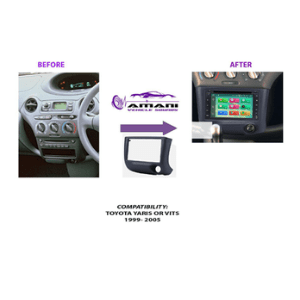 BEFORE
AFTER
AMANI
VEHICLE SOUNDS
COMPATIBILITY:
TOYOTA YARIS OR VITS
1999- 2005